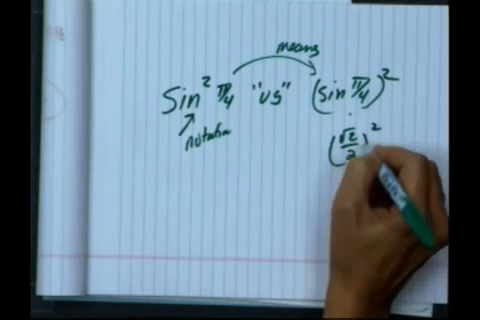 means
Sin² π/4 "vs" (sin π/4)²
notation
(√2/2)²